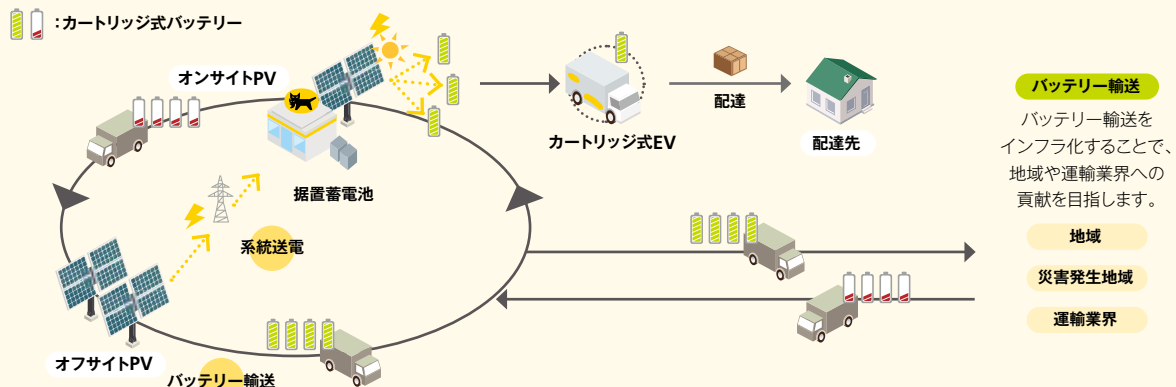 ：カートリッジ式バッテリー
オンサイトPV
配達
カートリッジ式EV
配達先
据置蓄電池
系統送電
オフサイトPV
バッテリー輸送
バッテリー輸送
バッテリー輸送を
インフラ化することで、
地域や運輸業界への
貢献を目指します。
地域
災害発生地域
運輸業界